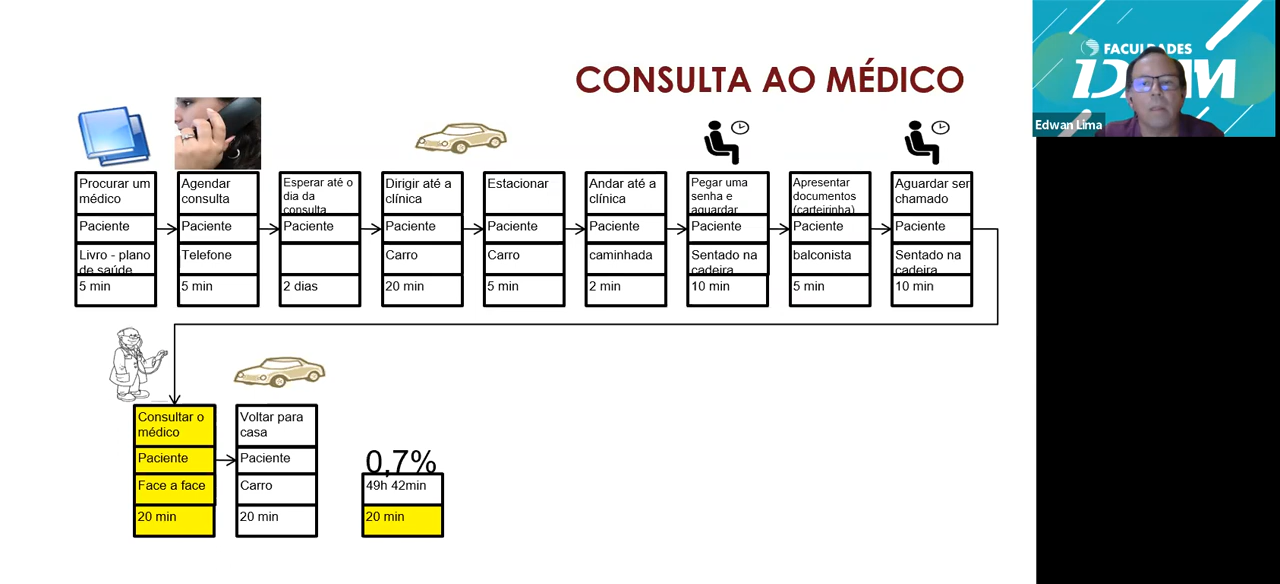 CONSULTA AO MÉDICO
FACULDADES
IDAAM
Edwan Lima
Procurar um
médico
Paciente
Livro - plano
de saúde
5 min
Agendar
consulta
Paciente
Telefone
5 min
Esperar até o
dia da
consulta
Paciente
2 dias
Dirigir até a
clínica
Paciente
Carro
20 min
Estacionar
Paciente
Carro
5 min
Andar até a
clínica
Paciente
caminhada
2 min
Pegar uma
senha e
aguardar
Paciente
Sentado na
cadeira
10 min
Apresentar
documentos
(carteirinha)
Paciente
balconista
5 min
Aguardar ser
chamado
Paciente
Sentado na
cadeira
10 min
Consultar o
médico
Paciente
Face a face
20 min
Voltar para
casa
Paciente
Carro
20 min
0,7%
49h 42min
20 min